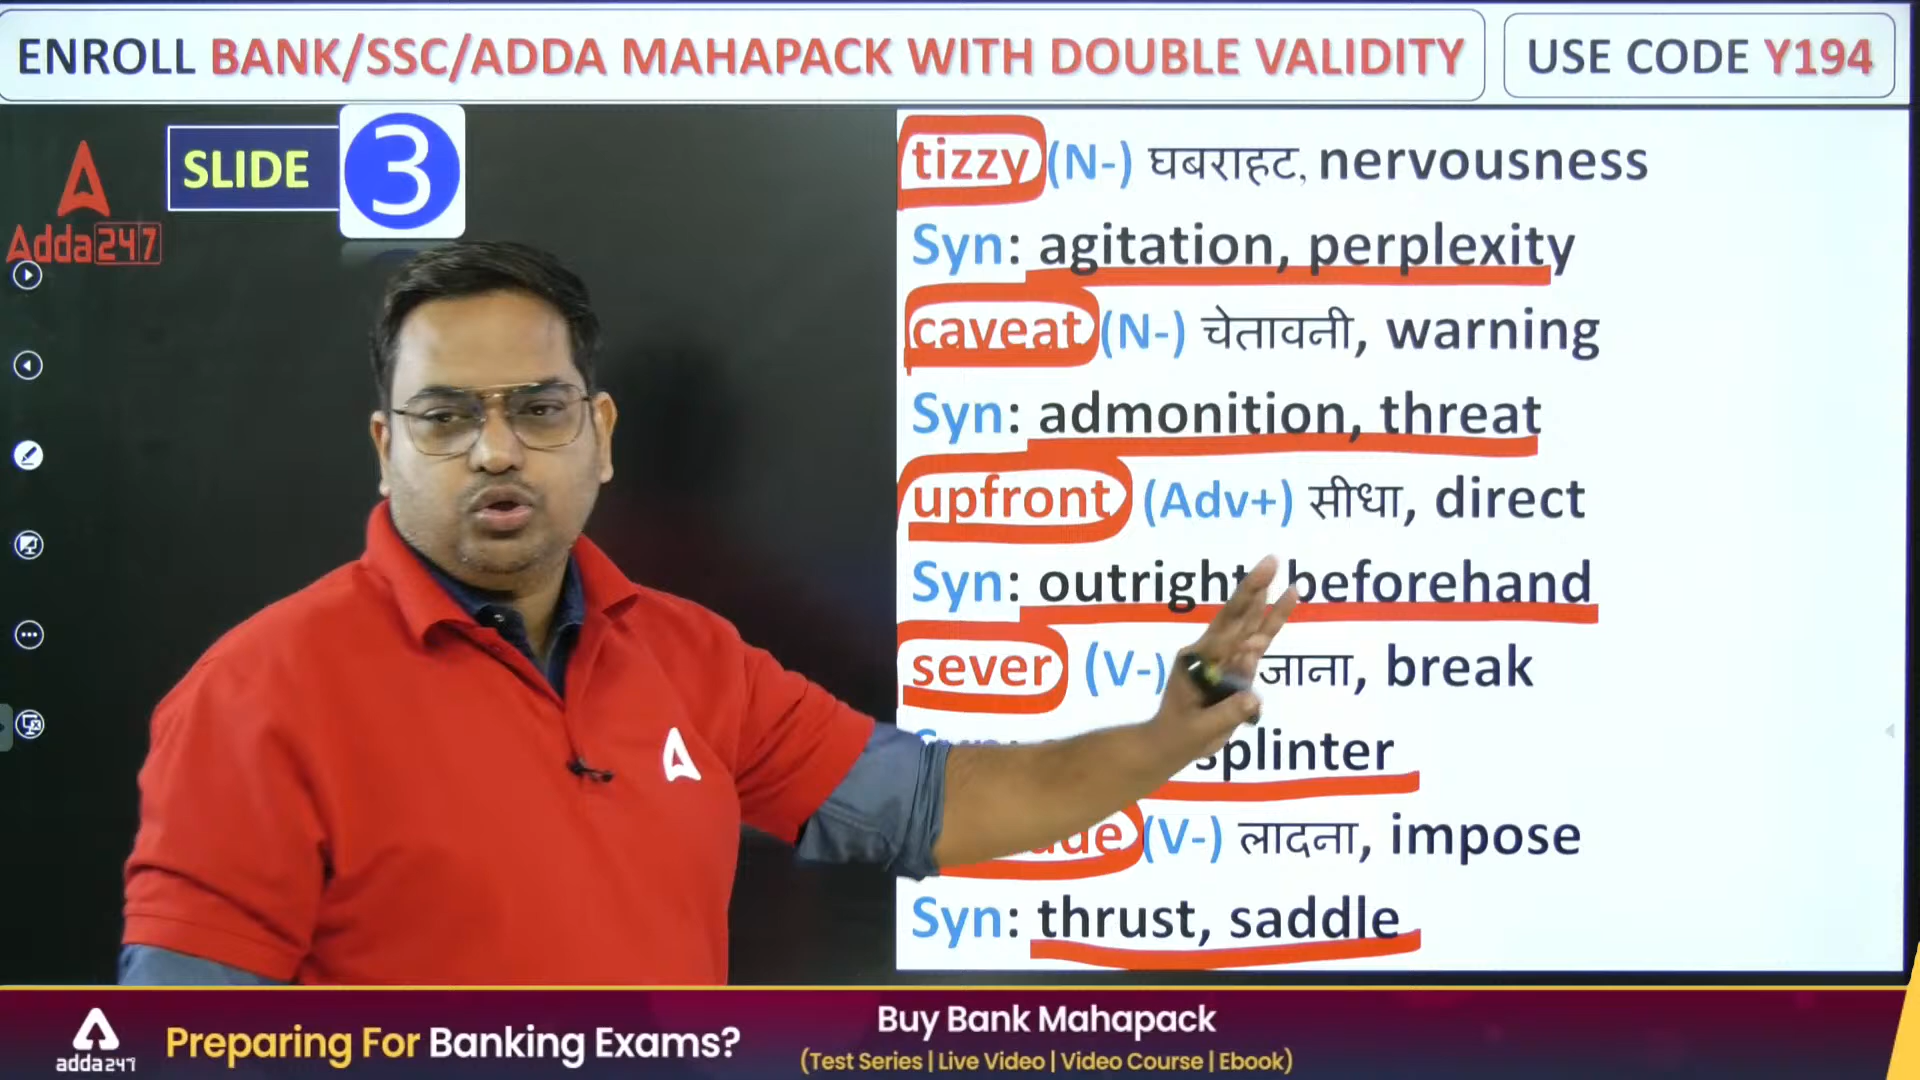 ENROLL BANK/SSC/ADDA MAHAPACK WITH DOUBLE VALIDITY
USE CODE Y194
SLIDE 3
Adda247
tizzy (N-) घबराहट, nervousness
Syn: agitation, perplexity
caveat (N-) चेतावनी, warning
Syn: admonition, threat
upfront (Adv+) सीधा, direct
Syn: outright, beforehand
sever (V-) जाना, break
splinter
(V-) लादना, impose
Syn: thrust, saddle
adda247
Preparing For Banking Exams?
Buy Bank Mahapack
(Test Series | Live Video | Video Course | Ebook)